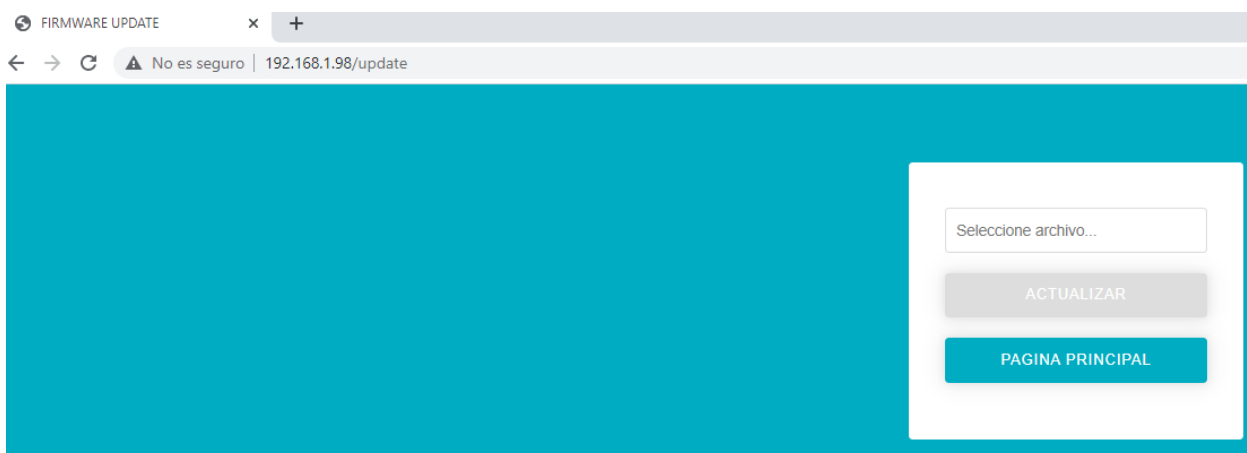 FIRMWARE UPDATE
No es seguro | 192.168.1.98/update
Seleccione archivo...
ACTUALIZAR
PAGINA PRINCIPAL